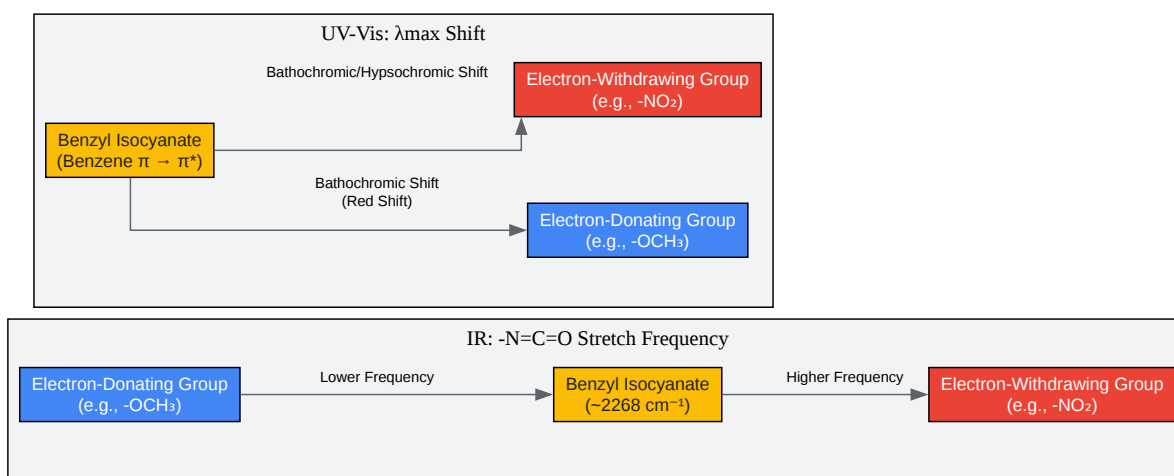 UV-Vis: λmax Shift
Bathochromic/Hypsochromic Shift
Electron-Withdrawing Group
(e.g., -NO₂)
Benzyl Isocyanate
(Benzene π → π*)
Bathochromic Shift
(Red Shift)
Electron-Donating Group
(e.g., -OCH₃)
IR: -N=C=O Stretch Frequency
Electron-Donating Group
(e.g., -OCH₃)
Lower Frequency
Benzyl Isocyanate
(~2268 cm⁻¹)
Higher Frequency
Electron-Withdrawing Group
(e.g., -NO₂)